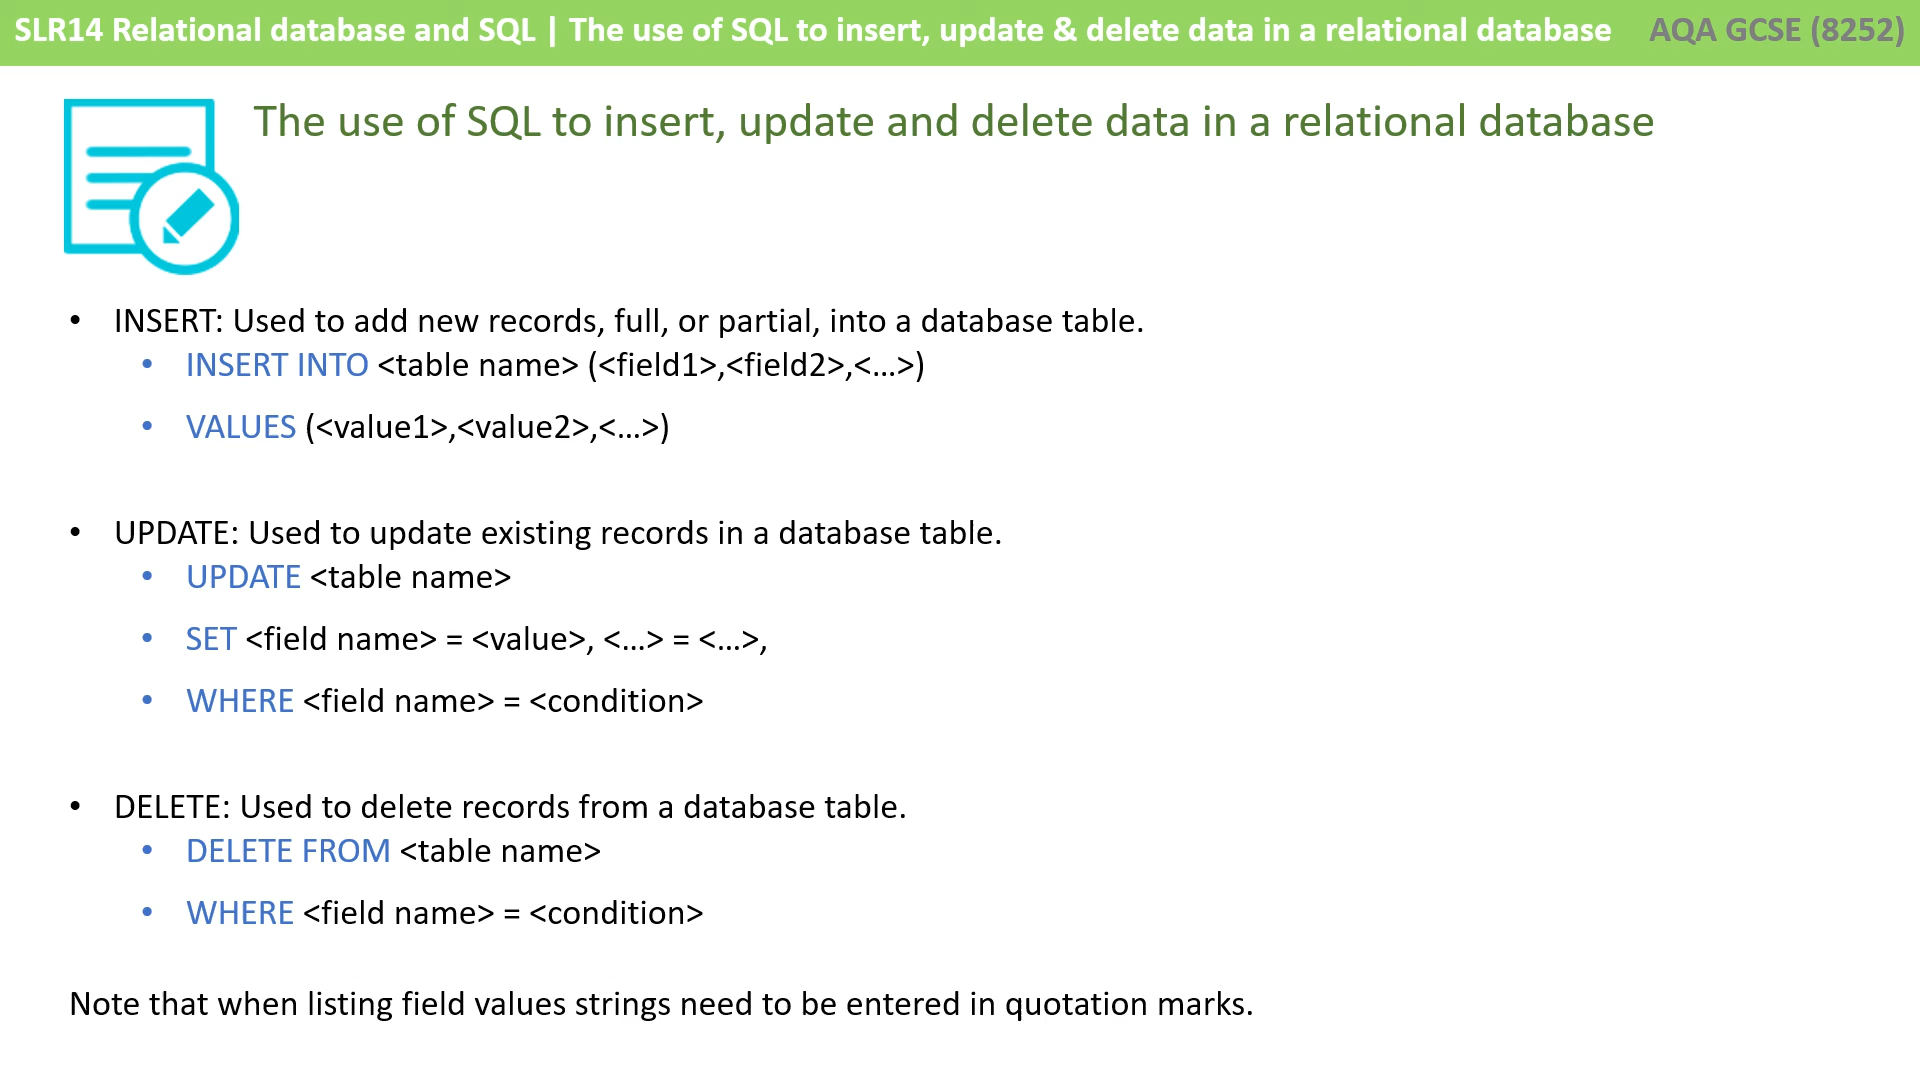 SLR14 Relational database and SQL | The use of SQL to insert, update & delete data in a relational database AQA GCSE (8252)
The use of SQL to insert, update and delete data in a relational database
• INSERT: Used to add new records, full, or partial, into a database table.
• INSERT INTO <table name> (<field1>,<field2>,<...>)
• VALUES (<value1>,<value2>,<...>)
• UPDATE: Used to update existing records in a database table.
• UPDATE <table name>
• SET <field name> = <value>, <...> = <...>,
• WHERE <field name> = <condition>
• DELETE: Used to delete records from a database table.
• DELETE FROM <table name>
• WHERE <field name> = <condition>
Note that when listing field values strings need to be entered in quotation marks.